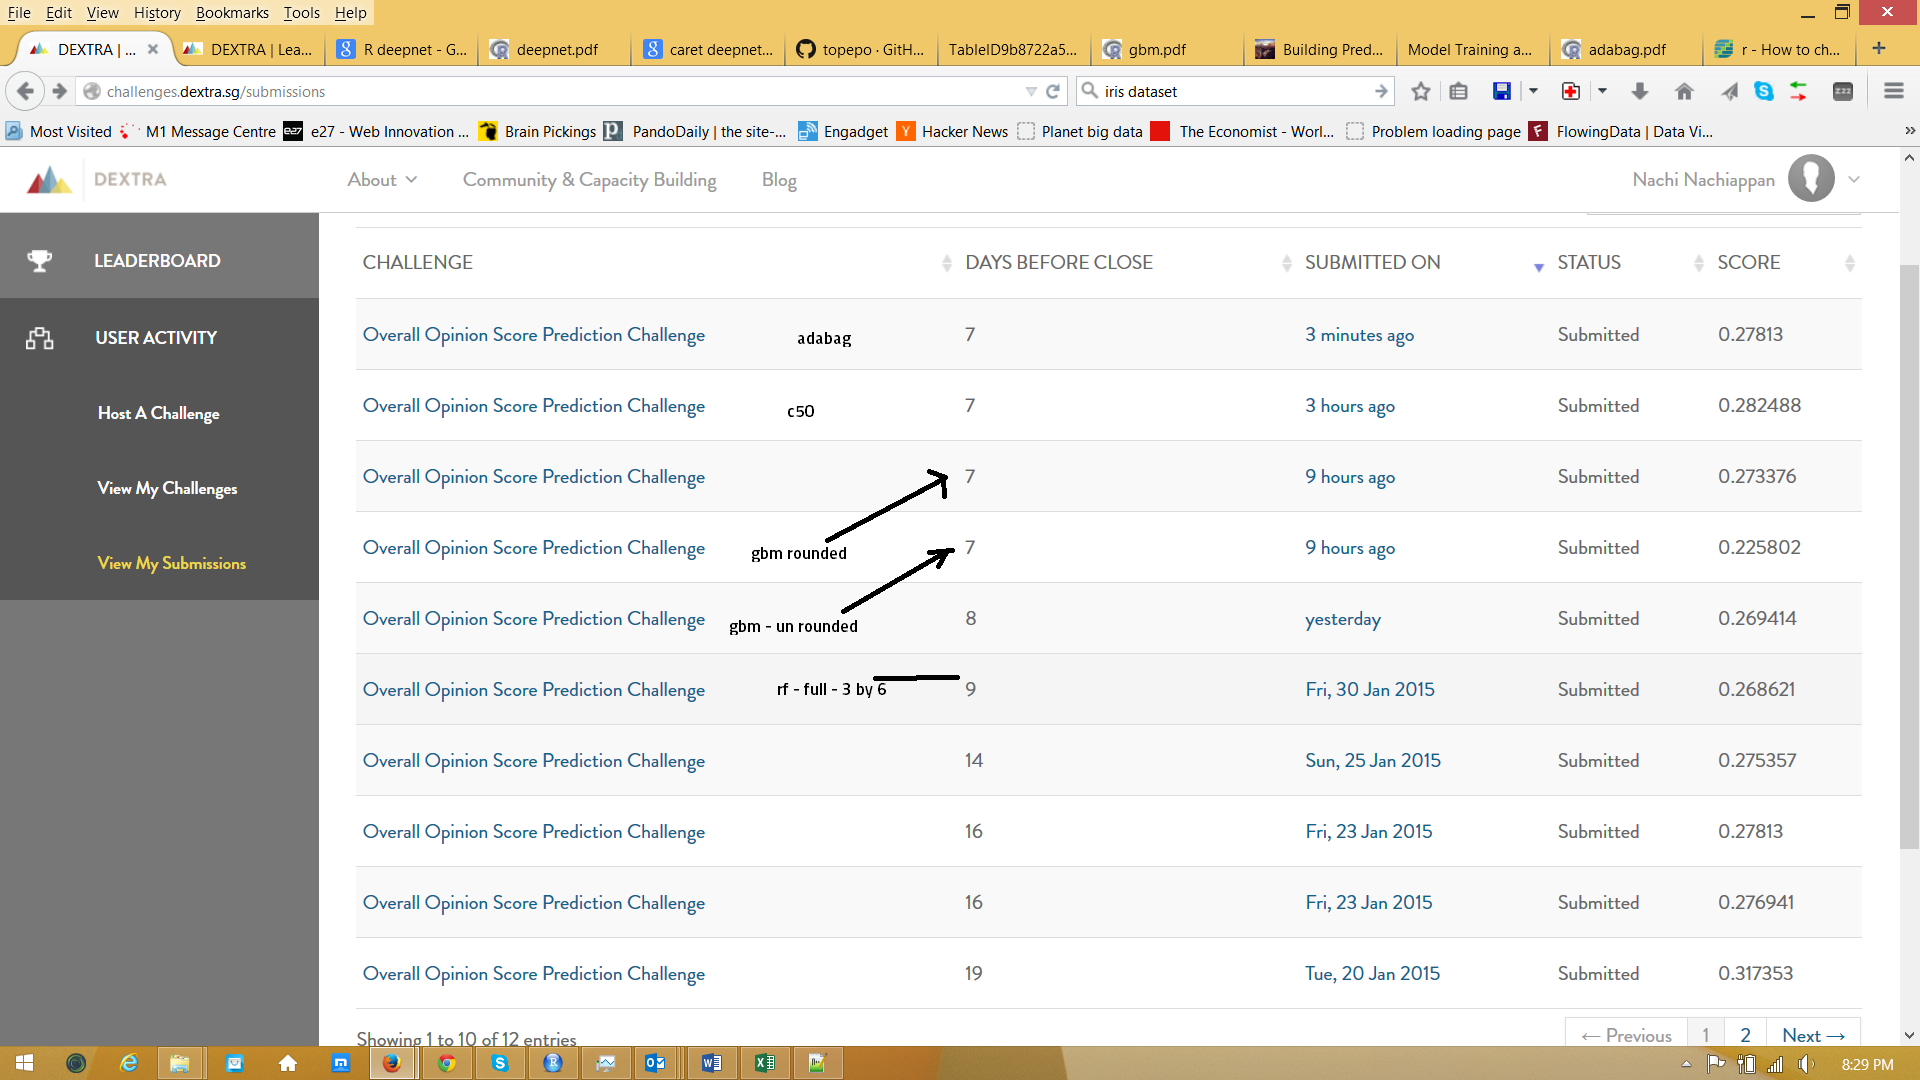 File Edit View History Bookmarks Tools Help
DEXTRA | ... DEXTRA | Lea... R deepnet - G... deepnet.pdf caret deepnet... topepo · GitH... TableID9b8722a5... gbm.pdf Building Pred... Model Training a... adabag.pdf r - How to ch...
challenges.dextra.sg/submissions iris dataset
Most Visited M1 Message Centre e27 - Web Innovation ... Brain Pickings PandoDaily | the site-... Engadget Hacker News Planet big data The Economist - Worl... Problem loading page FlowingData | Data Vi...
DEXTRA About Community & Capacity Building Blog Nachi Nachiappan
LEADERBOARD
USER ACTIVITY
Host A Challenge
View My Challenges
View My Submissions
CHALLENGE DAYS BEFORE CLOSE SUBMITTED ON STATUS SCORE
Overall Opinion Score Prediction Challenge adabag 7 3 minutes ago Submitted 0.27813
Overall Opinion Score Prediction Challenge c50 7 3 hours ago Submitted 0.282488
Overall Opinion Score Prediction Challenge 7 9 hours ago Submitted 0.273376
Overall Opinion Score Prediction Challenge gbm rounded 7 9 hours ago Submitted 0.225802
Overall Opinion Score Prediction Challenge gbm - un rounded 8 yesterday Submitted 0.269414
Overall Opinion Score Prediction Challenge rf - full - 3 by 6 9 Fri, 30 Jan 2015 Submitted 0.268621
Overall Opinion Score Prediction Challenge 14 Sun, 25 Jan 2015 Submitted 0.275357
Overall Opinion Score Prediction Challenge 16 Fri, 23 Jan 2015 Submitted 0.27813
Overall Opinion Score Prediction Challenge 16 Fri, 23 Jan 2015 Submitted 0.276941
Overall Opinion Score Prediction Challenge 19 Tue, 20 Jan 2015 Submitted 0.317353
Showing 1 to 10 of 12 entries ← Previous 1 2 Next →
8:29 PM